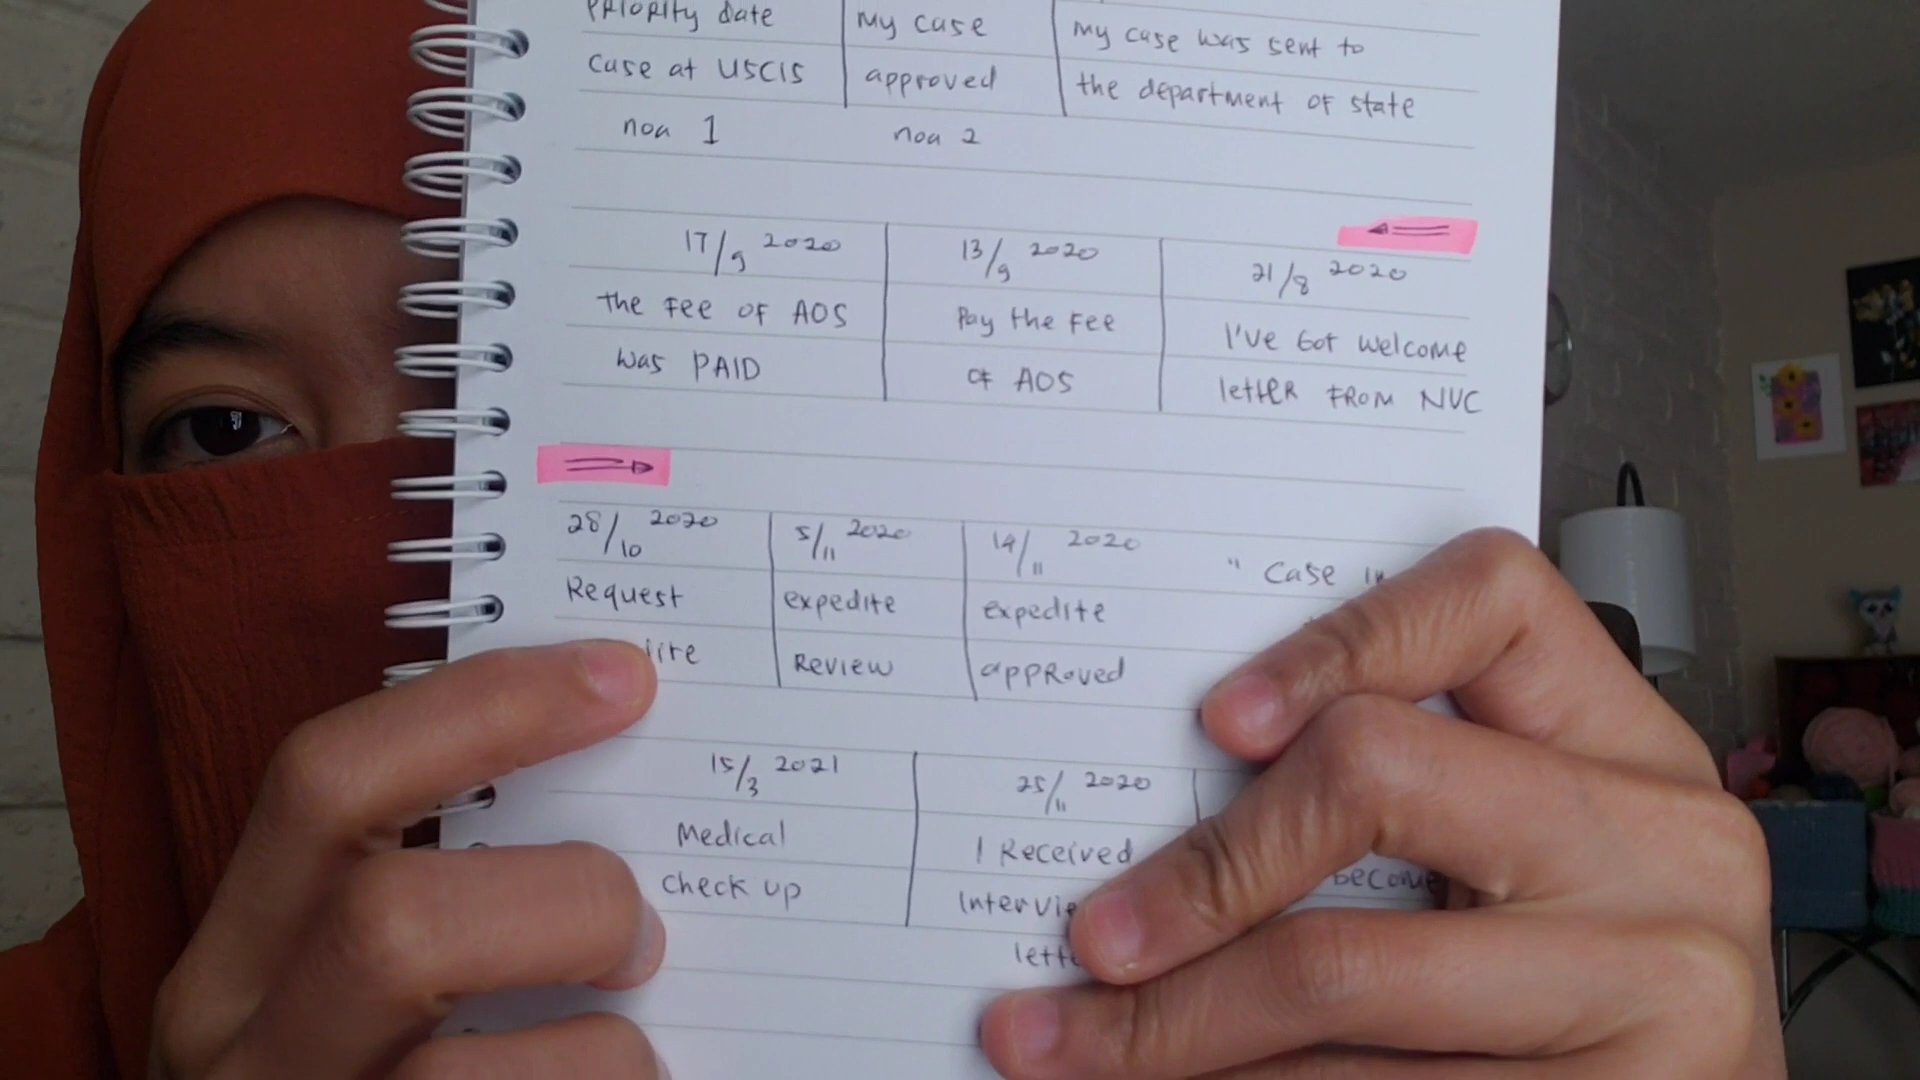 Priority date
Case at USCIS
noa 1
my case
approved
noa 2
my case was sent to
the department of state
17/9 2020
the Fee of AOS
was PAID
13/9 2020
Pay the Fee
of AOS
21/8 2020
I've Got welcome
letter FROM NVC
28/10 2020
Request
5/11 2020
expedite
Review
14/11 2020
expedite
approved
" Case
15/3 2021
Medical
check up
25/11 2020
I Received
become